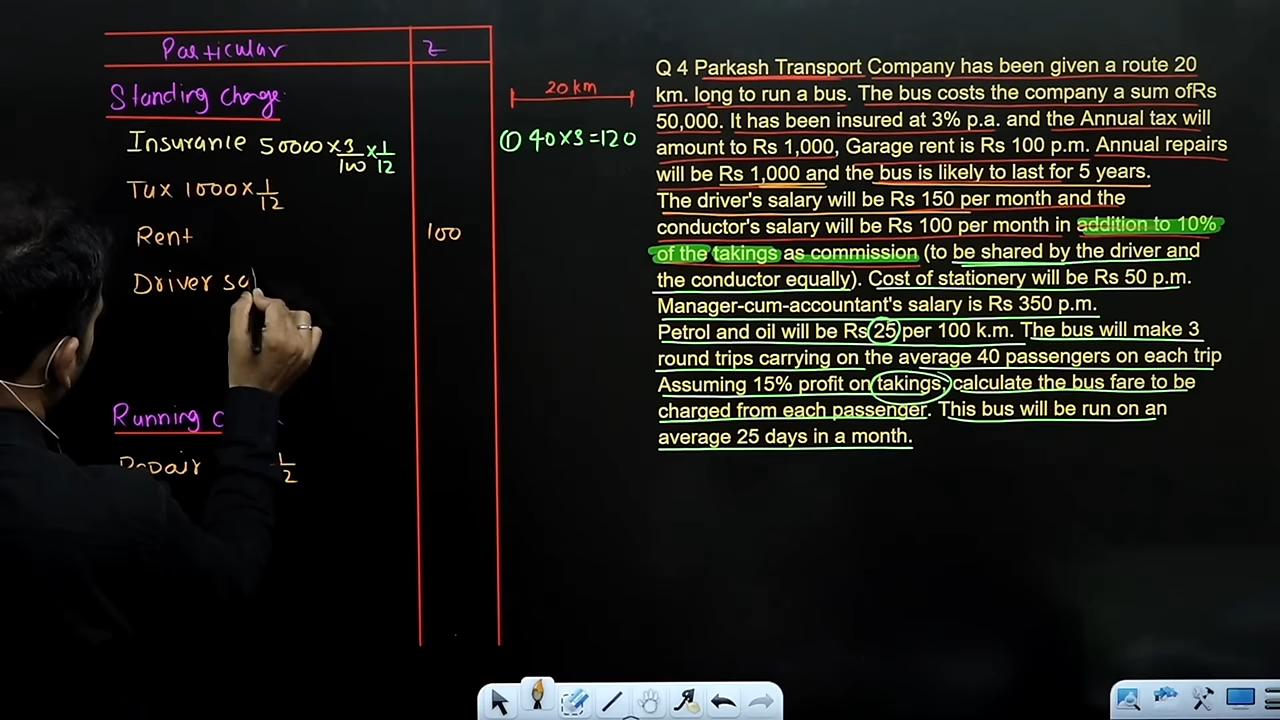 Particular ₹
Standing charge
Insurance 50000 × 3/100 × 1/12
Tax 1000 × 1/12
Rent 100
Driver sal
Running c
Repair 1/2
20 km
① 40 × 3 = 120
Q 4 Parkash Transport Company has been given a route 20
km. long to run a bus. The bus costs the company a sum ofRs
50,000. It has been insured at 3% p.a. and the Annual tax will
amount to Rs 1,000, Garage rent is Rs 100 p.m. Annual repairs
will be Rs 1,000 and the bus is likely to last for 5 years.
The driver's salary will be Rs 150 per month and the
conductor's salary will be Rs 100 per month in addition to 10%
of the takings as commission (to be shared by the driver and
the conductor equally). Cost of stationery will be Rs 50 p.m.
Manager-cum-accountant's salary is Rs 350 p.m.
Petrol and oil will be Rs 25 per 100 k.m. The bus will make 3
round trips carrying on the average 40 passengers on each trip
Assuming 15% profit on takings, calculate the bus fare to be
charged from each passenger. This bus will be run on an
average 25 days in a month.